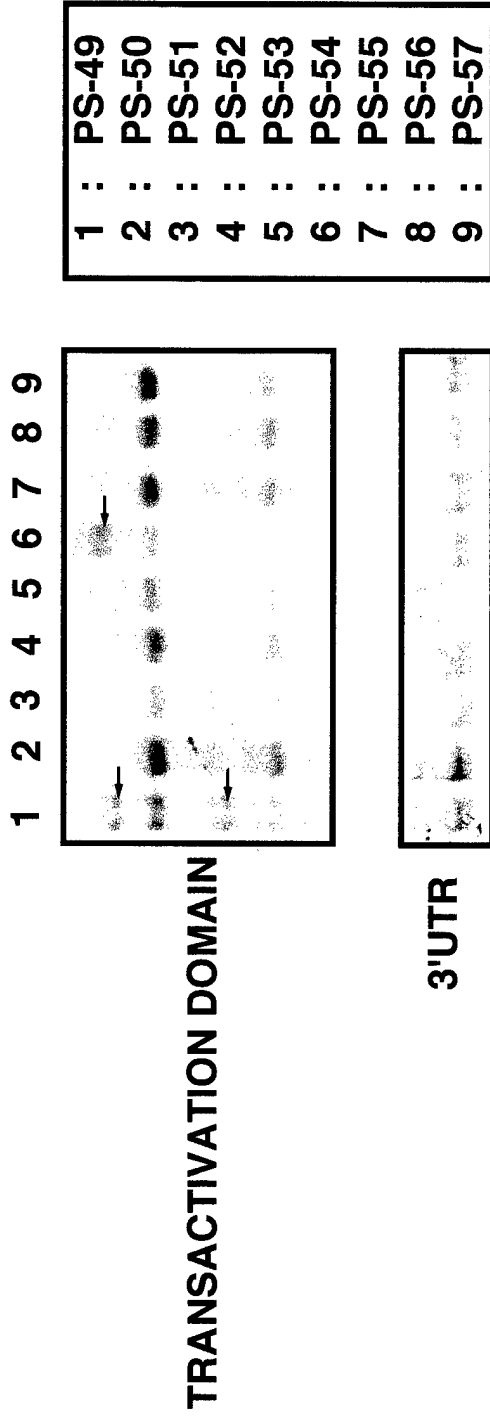 1 2 3 4 5 6 7 8 9
TRANSACTIVATION DOMAIN
3'UTR
1 : PS-49
2 : PS-50
3 : PS-51
4 : PS-52
5 : PS-53
6 : PS-54
7 : PS-55
8 : PS-56
9 : PS-57